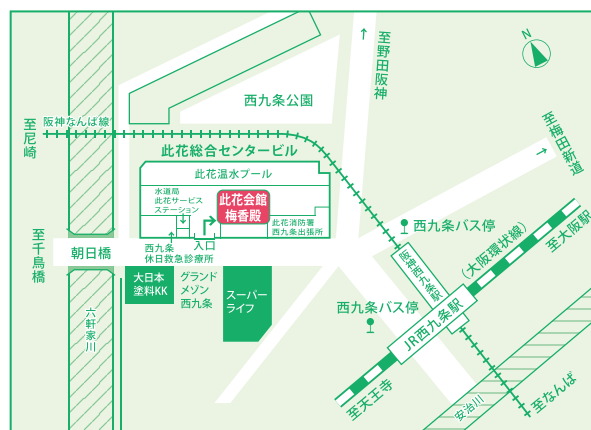 至野田阪神
N
西九条公園
阪神なんば線
至尼崎
至梅田新道
此花総合センタービル
此花温水プール
水道局
此花サービス
ステーション
此花会館
梅香殿
此花消防署
西九条出張所
入口
西九条
休日救急診療所
至千鳥橋
朝日橋
西九条バス停
阪神西九条駅
(大阪環状線)
至大阪駅
大日本
塗料KK
グランド
メゾン
西九条
スーパー
ライフ
西九条バス停
JR西九条駅
六軒家川
至天王寺
安治川
至なんば